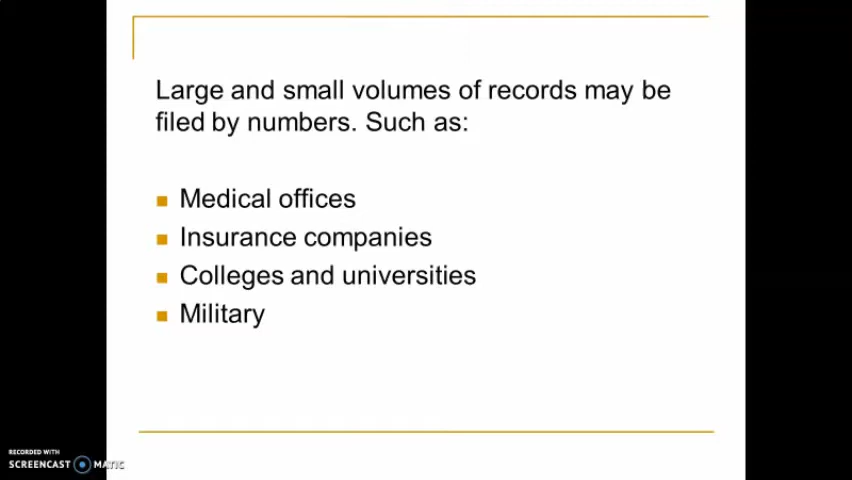 Large and small volumes of records may be
filed by numbers. Such as:
Medical offices
Insurance companies
Colleges and universities
Military
RECORDED WITH
SCREENCAST MATIC